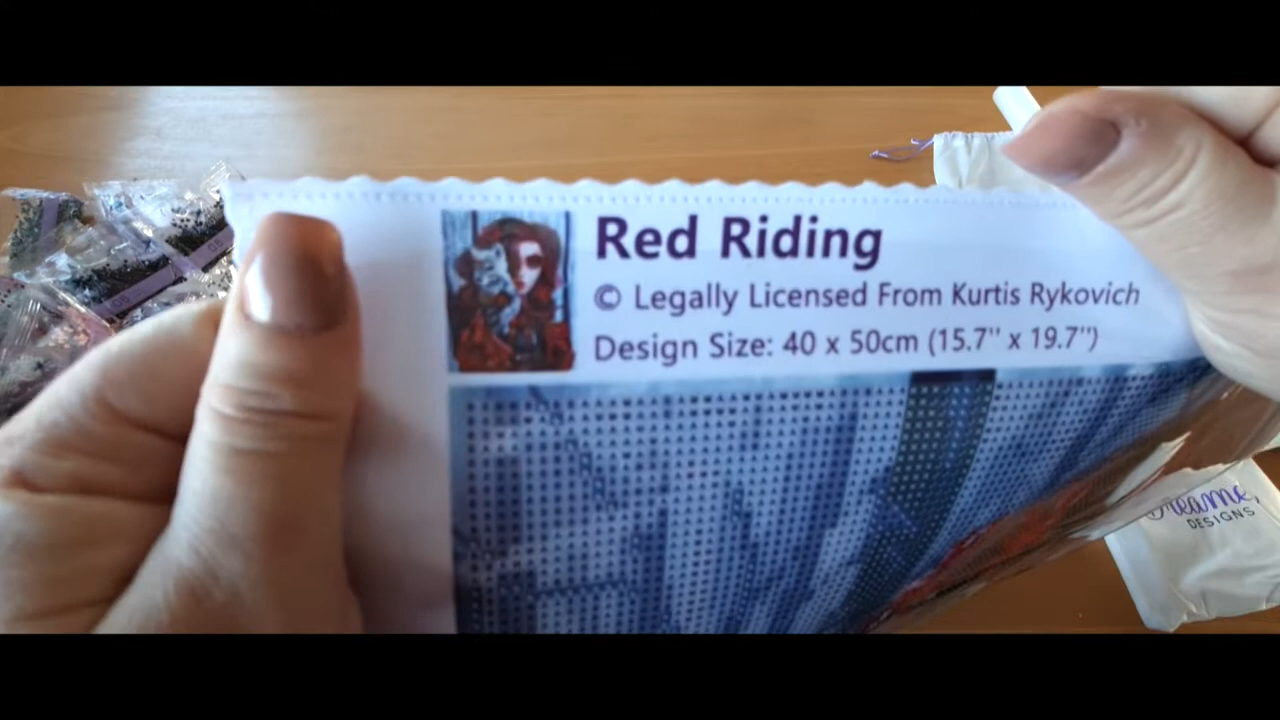 Red Riding
© Legally Licensed From Kurtis Rykovich
Design Size: 40 x 50cm (15.7" x 19.7")
DESIGNS